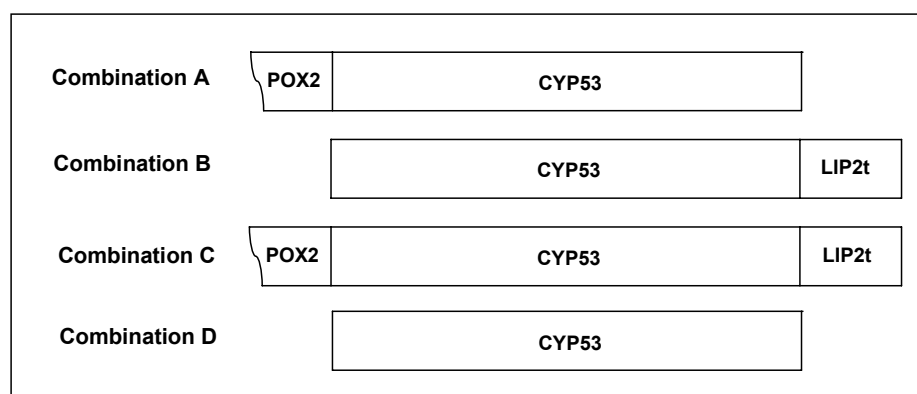 Combination A POX2 CYP53
Combination B CYP53 LIP2t
Combination C POX2 CYP53 LIP2t
Combination D CYP53